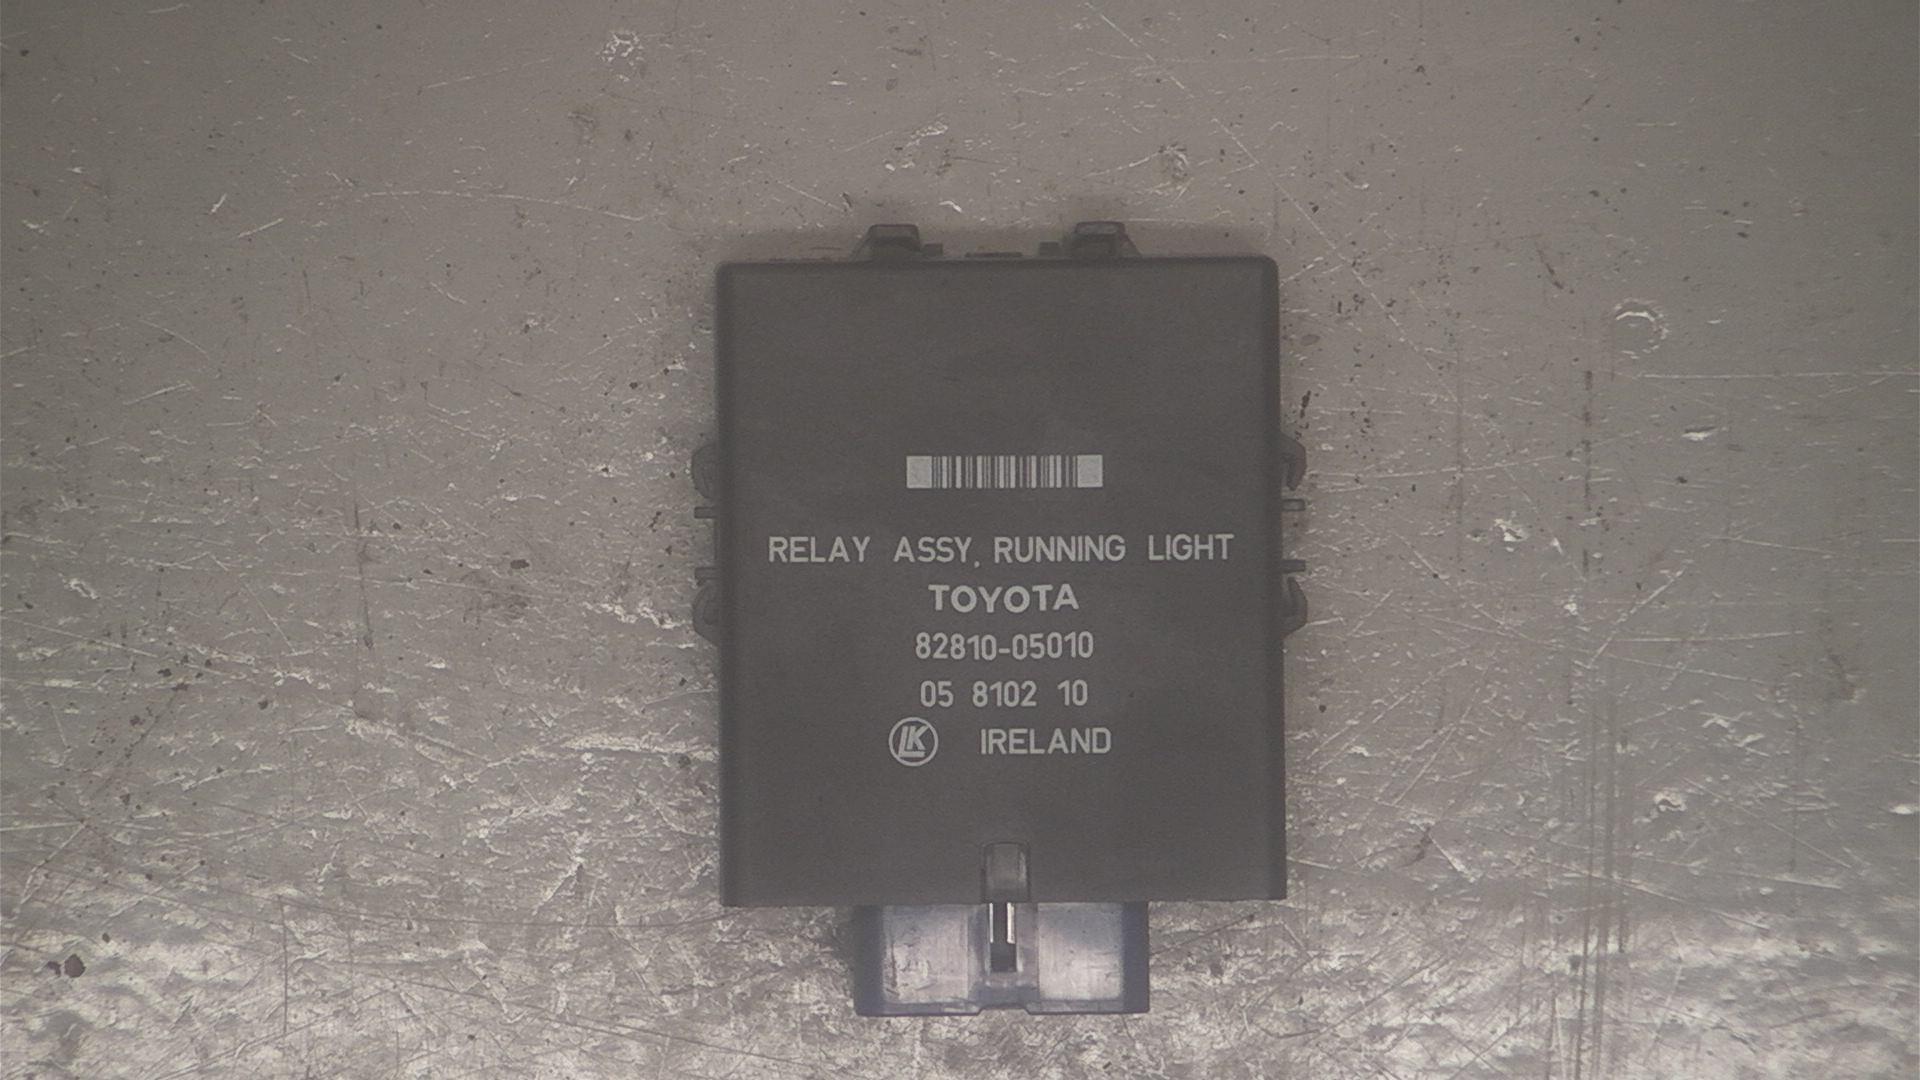 RELAY ASSY, RUNNING LIGHT
TOYOTA
82810-05010
05 8102 10
LK IRELAND